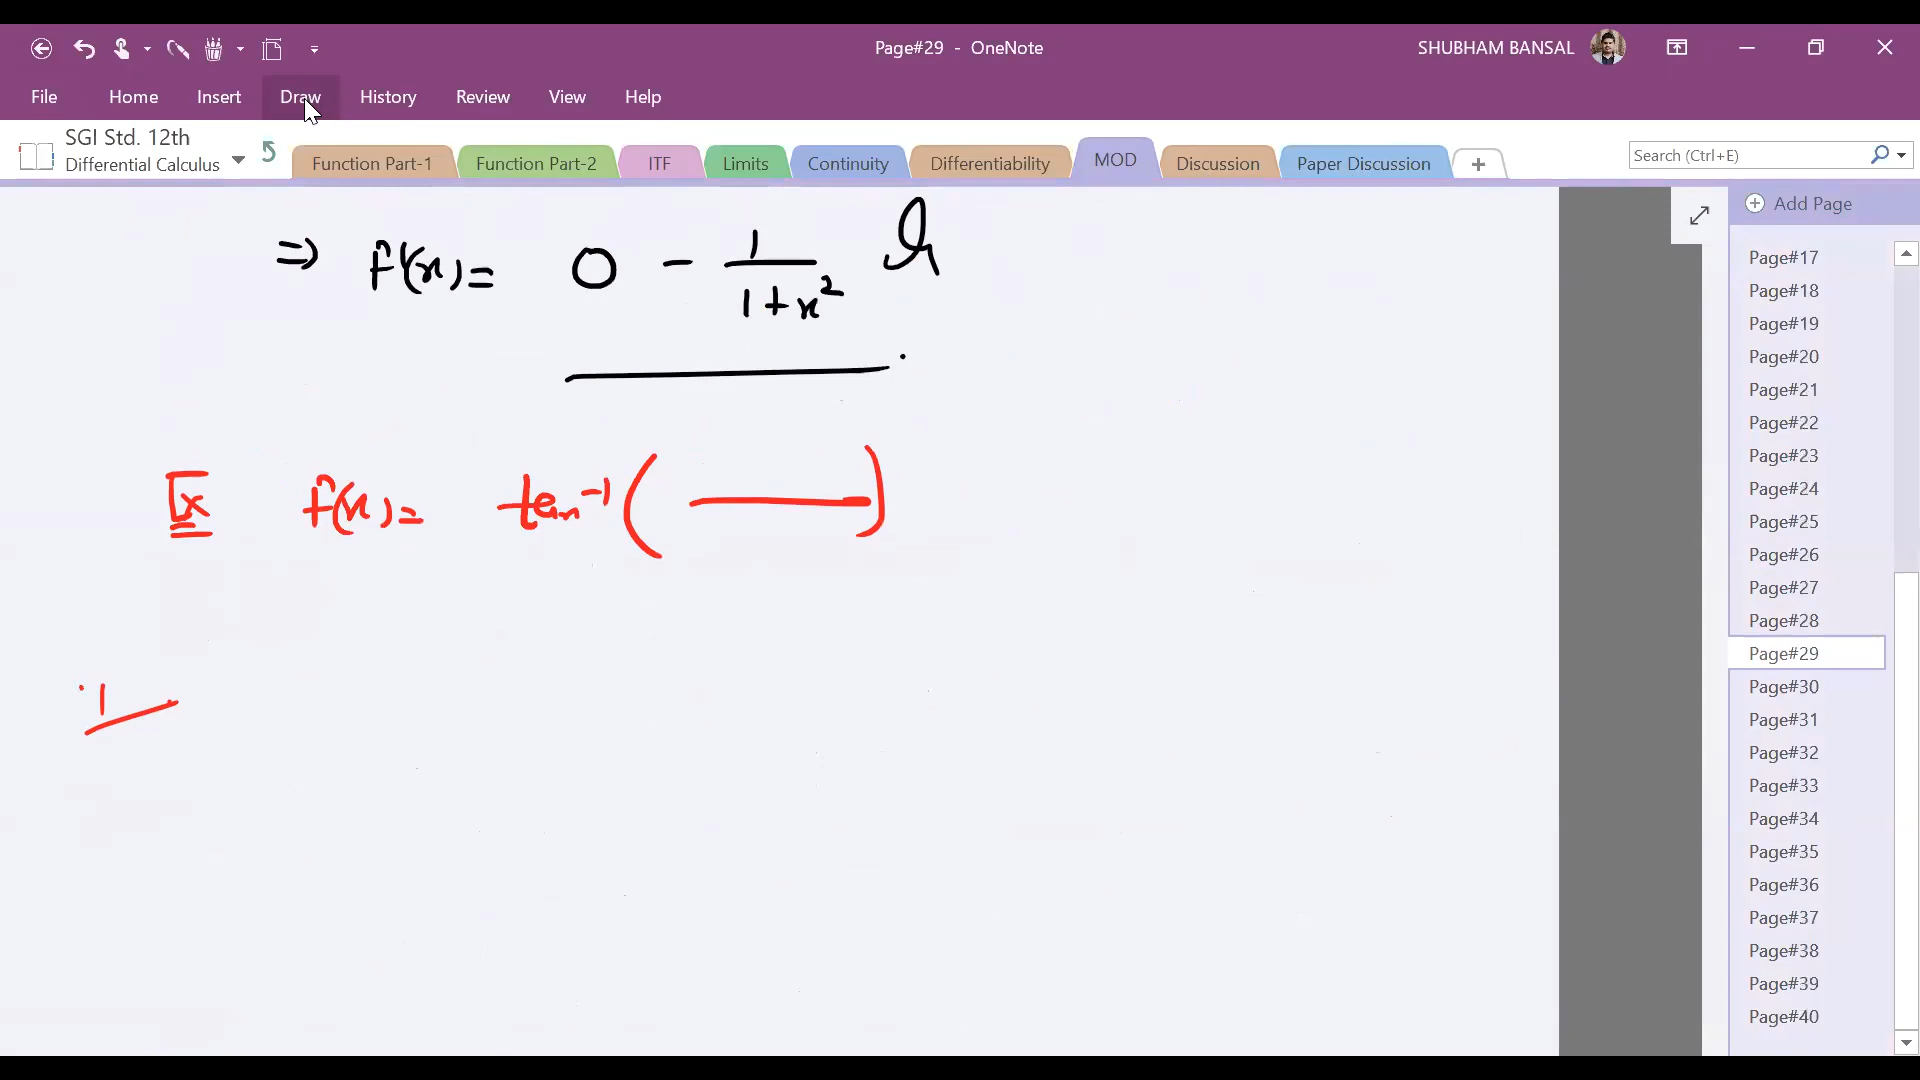 Page#29 - OneNote
SHUBHAM BANSAL
File Home Insert Draw History Review View Help
SGI Std. 12th
Differential Calculus
Function Part-1 Function Part-2 ITF Limits Continuity Differentiability MOD Discussion Paper Discussion +
Search (Ctrl+E)
Add Page
⇒ f'(x) = 0 - 1/(1+x²)
Ex f(x) = tan⁻¹( )
Page#17
Page#18
Page#19
Page#20
Page#21
Page#22
Page#23
Page#24
Page#25
Page#26
Page#27
Page#28
Page#29
Page#30
Page#31
Page#32
Page#33
Page#34
Page#35
Page#36
Page#37
Page#38
Page#39
Page#40